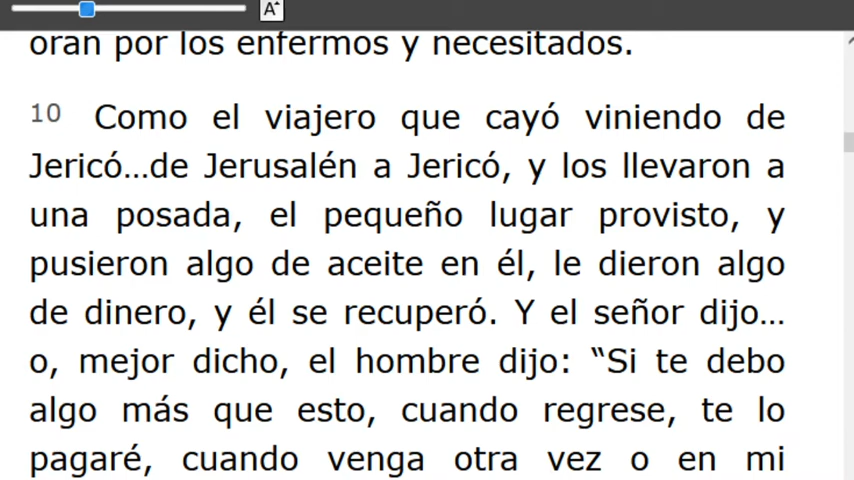 A
oran por los enfermos y necesitados.
10 Como el viajero que cayó viniendo de
Jericó...de Jerusalén a Jericó, y los llevaron a
una posada, el pequeño lugar provisto, y
pusieron algo de aceite en él, le dieron algo
de dinero, y él se recuperó. Y el señor dijo...
o, mejor dicho, el hombre dijo: “Si te debo
algo más que esto, cuando regrese, te lo
pagaré, cuando venga otra vez o en mi